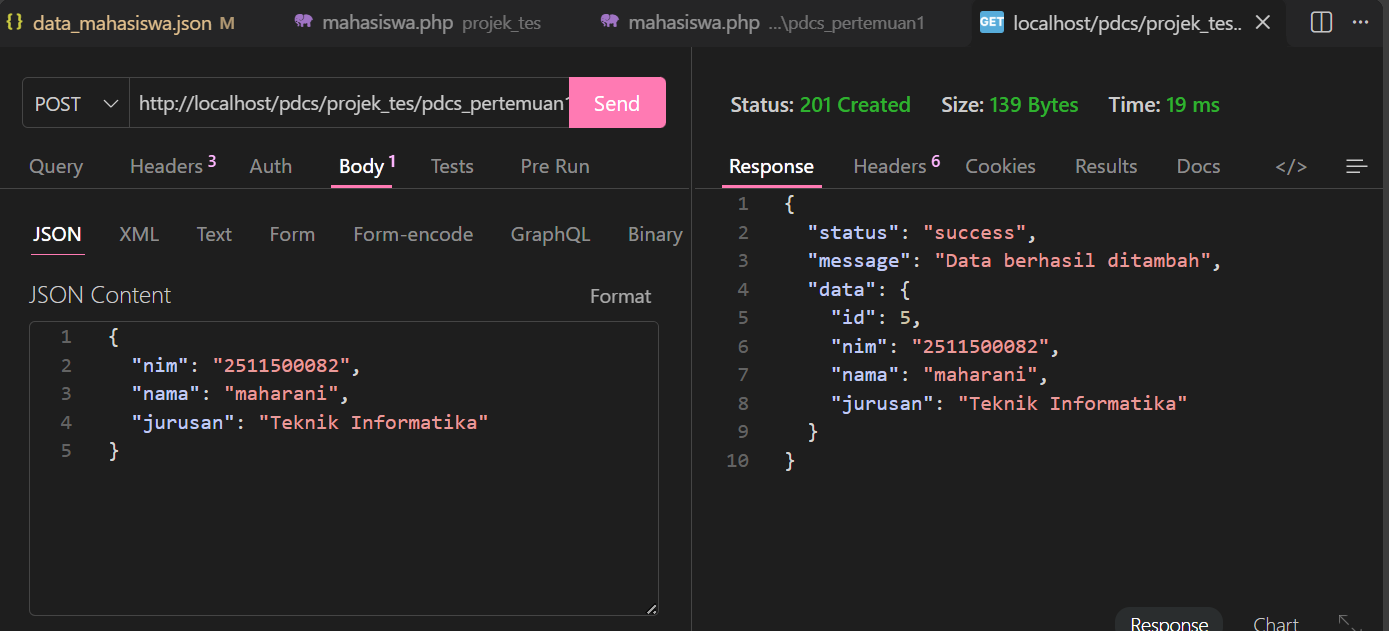 {} data_mahasiswa.json M mahasiswa.php projek_tes mahasiswa.php ...\pdcs_pertemuan1 GET localhost/pdcs/projek_tes..
POST http://localhost/pdcs/projek_tes/pdcs_pertemuan1 Send
Query Headers 3 Auth Body 1 Tests Pre Run
JSON XML Text Form Form-encode GraphQL Binary
JSON Content Format
1 {
2 "nim": "2511500082",
3 "nama": "maharani",
4 "jurusan": "Teknik Informatika"
5 }
Status: 201 Created Size: 139 Bytes Time: 19 ms
Response Headers 6 Cookies Results Docs </>
1 {
2 "status": "success",
3 "message": "Data berhasil ditambah",
4 "data": {
5 "id": 5,
6 "nim": "2511500082",
7 "nama": "maharani",
8 "jurusan": "Teknik Informatika"
9 }
10 }
Response Chart